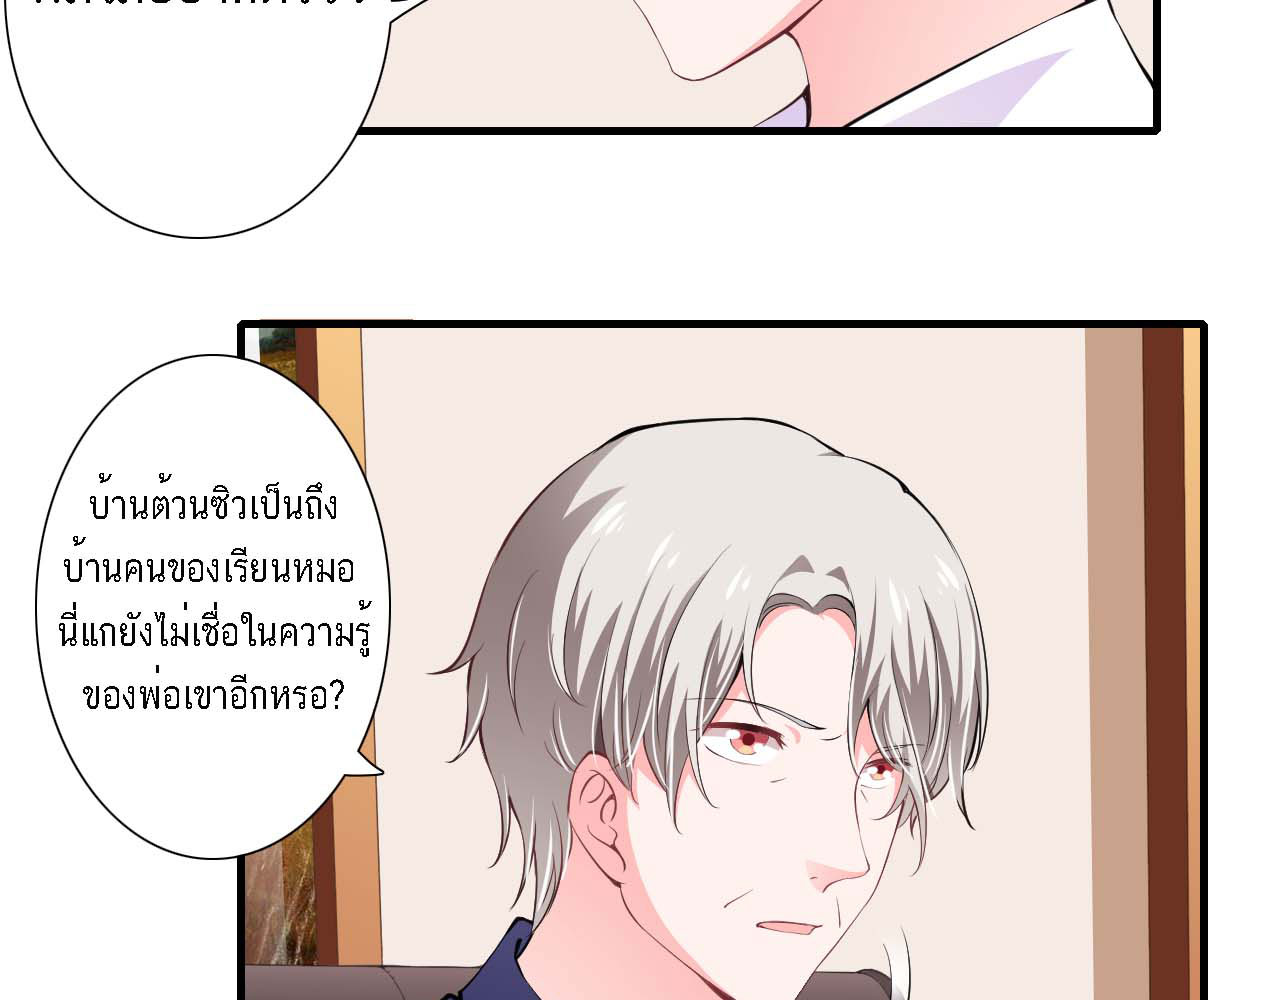 บ้านต้วนซิวเป็นถึง
บ้านคนของเรียนหมอ
นี่แกยังไม่เชื่อในความรู้
ของพ่อเขาอีกหรอ?